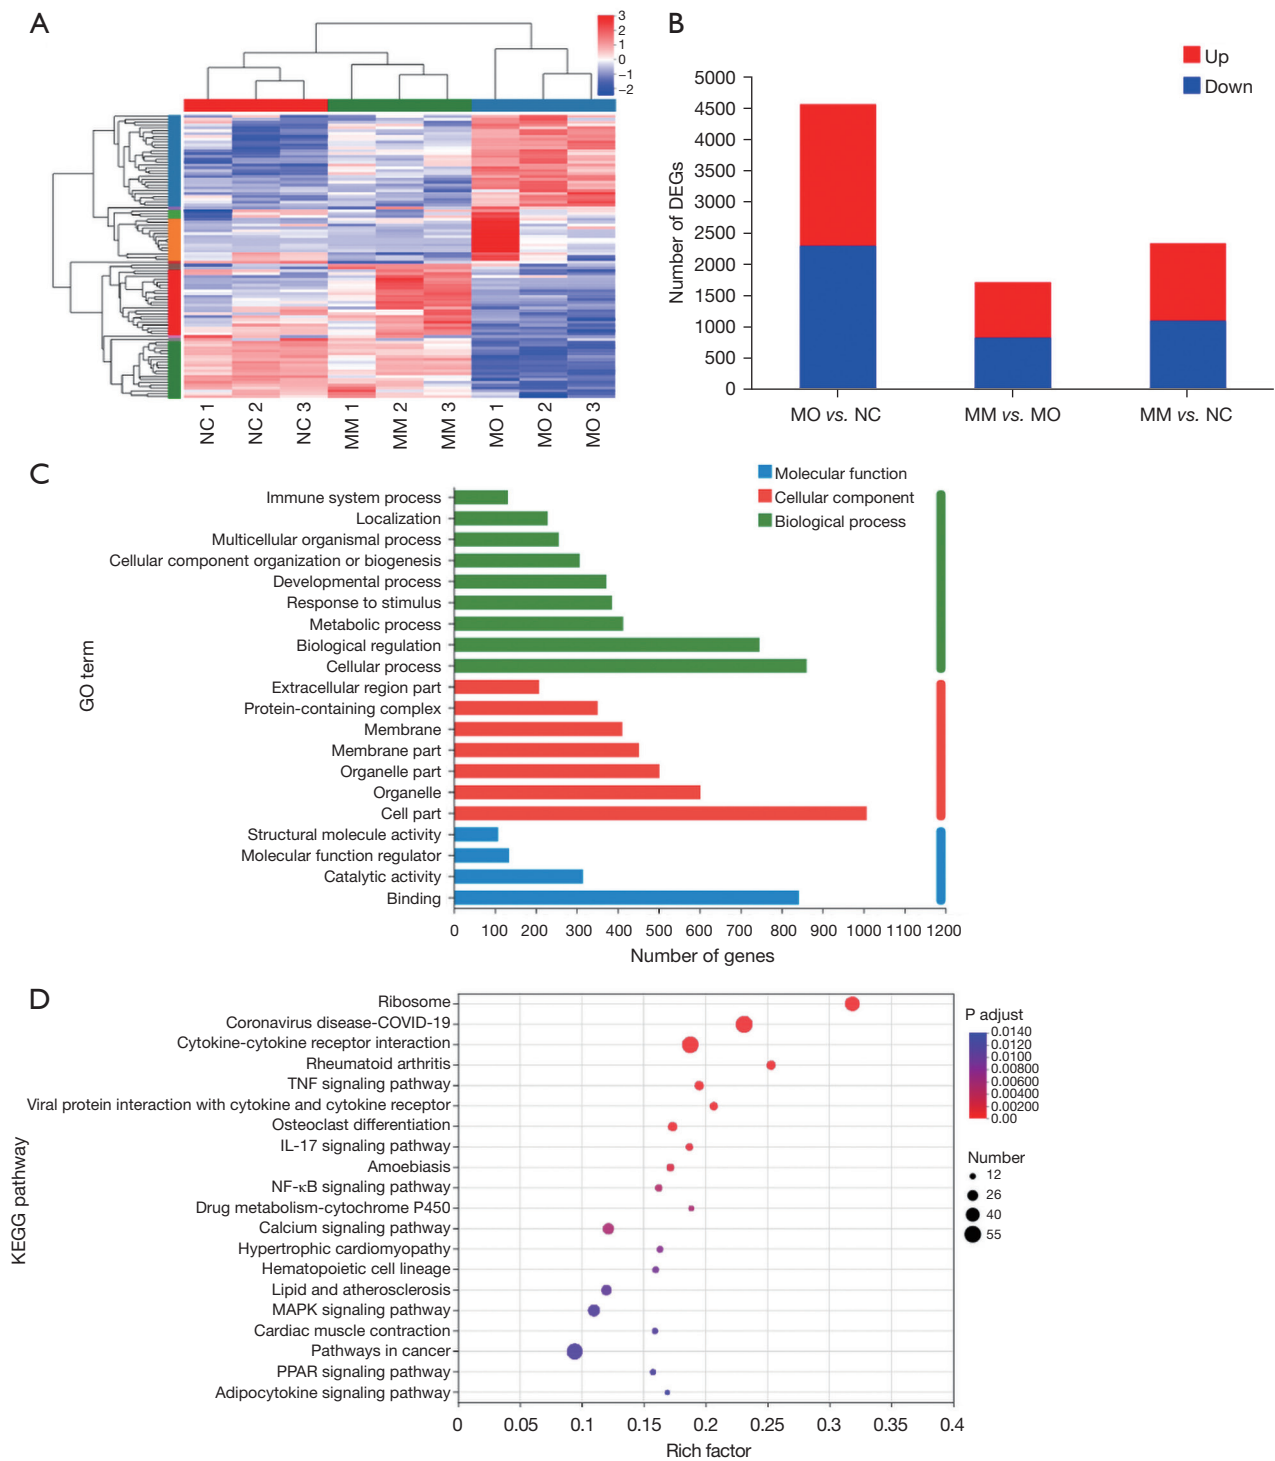 A
3
2
1
0
−1
−2
NC 1
NC 2
NC 3
MM 1
MM 2
MM 3
MO 1
MO 2
MO 3
B
Up
Down
Number of DEGs
5000
4500
4000
3500
3000
2500
2000
1500
1000
500
0
MO vs. NC
MM vs. MO
MM vs. NC
C
Molecular function
Cellular component
Biological process
GO term
Immune system process
Localization
Multicellular organismal process
Cellular component organization or biogenesis
Developmental process
Response to stimulus
Metabolic process
Biological regulation
Cellular process
Extracellular region part
Protein-containing complex
Membrane
Membrane part
Organelle part
Organelle
Cell part
Structural molecule activity
Molecular function regulator
Catalytic activity
Binding
0 100 200 300 400 500 600 700 800 900 1000 1100 1200
Number of genes
D
KEGG pathway
Ribosome
Coronavirus disease-COVID-19
Cytokine-cytokine receptor interaction
Rheumatoid arthritis
TNF signaling pathway
Viral protein interaction with cytokine and cytokine receptor
Osteoclast differentiation
IL-17 signaling pathway
Amoebiasis
NF-κB signaling pathway
Drug metabolism-cytochrome P450
Calcium signaling pathway
Hypertrophic cardiomyopathy
Hematopoietic cell lineage
Lipid and atherosclerosis
MAPK signaling pathway
Cardiac muscle contraction
Pathways in cancer
PPAR signaling pathway
Adipocytokine signaling pathway
0 0.05 0.1 0.15 0.2 0.25 0.3 0.35 0.4
Rich factor
P adjust
0.0140
0.0120
0.0100
0.00800
0.00600
0.00400
0.00200
0.00
Number
12
26
40
55